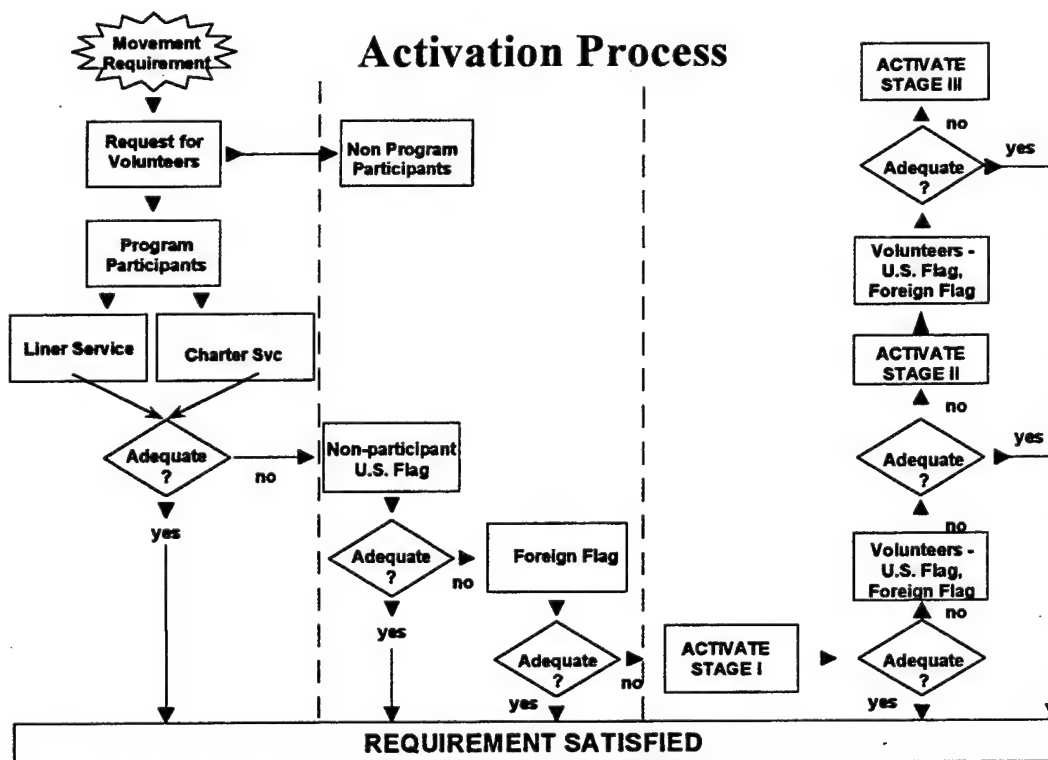 Activation Process
Movement
Requirement
Request for
Volunteers
Non Program
Participants
Program
Participants
Liner Service
Charter Svc
Adequate
?
no
yes
Non-participant
U.S. Flag
Adequate
?
no
yes
Foreign Flag
Adequate
?
no
yes
ACTIVATE
STAGE I
Adequate
?
yes
no
Volunteers -
U.S. Flag,
Foreign Flag
no
Adequate
?
yes
no
ACTIVATE
STAGE II
Volunteers -
U.S. Flag,
Foreign Flag
Adequate
?
yes
no
ACTIVATE
STAGE III
REQUIREMENT SATISFIED